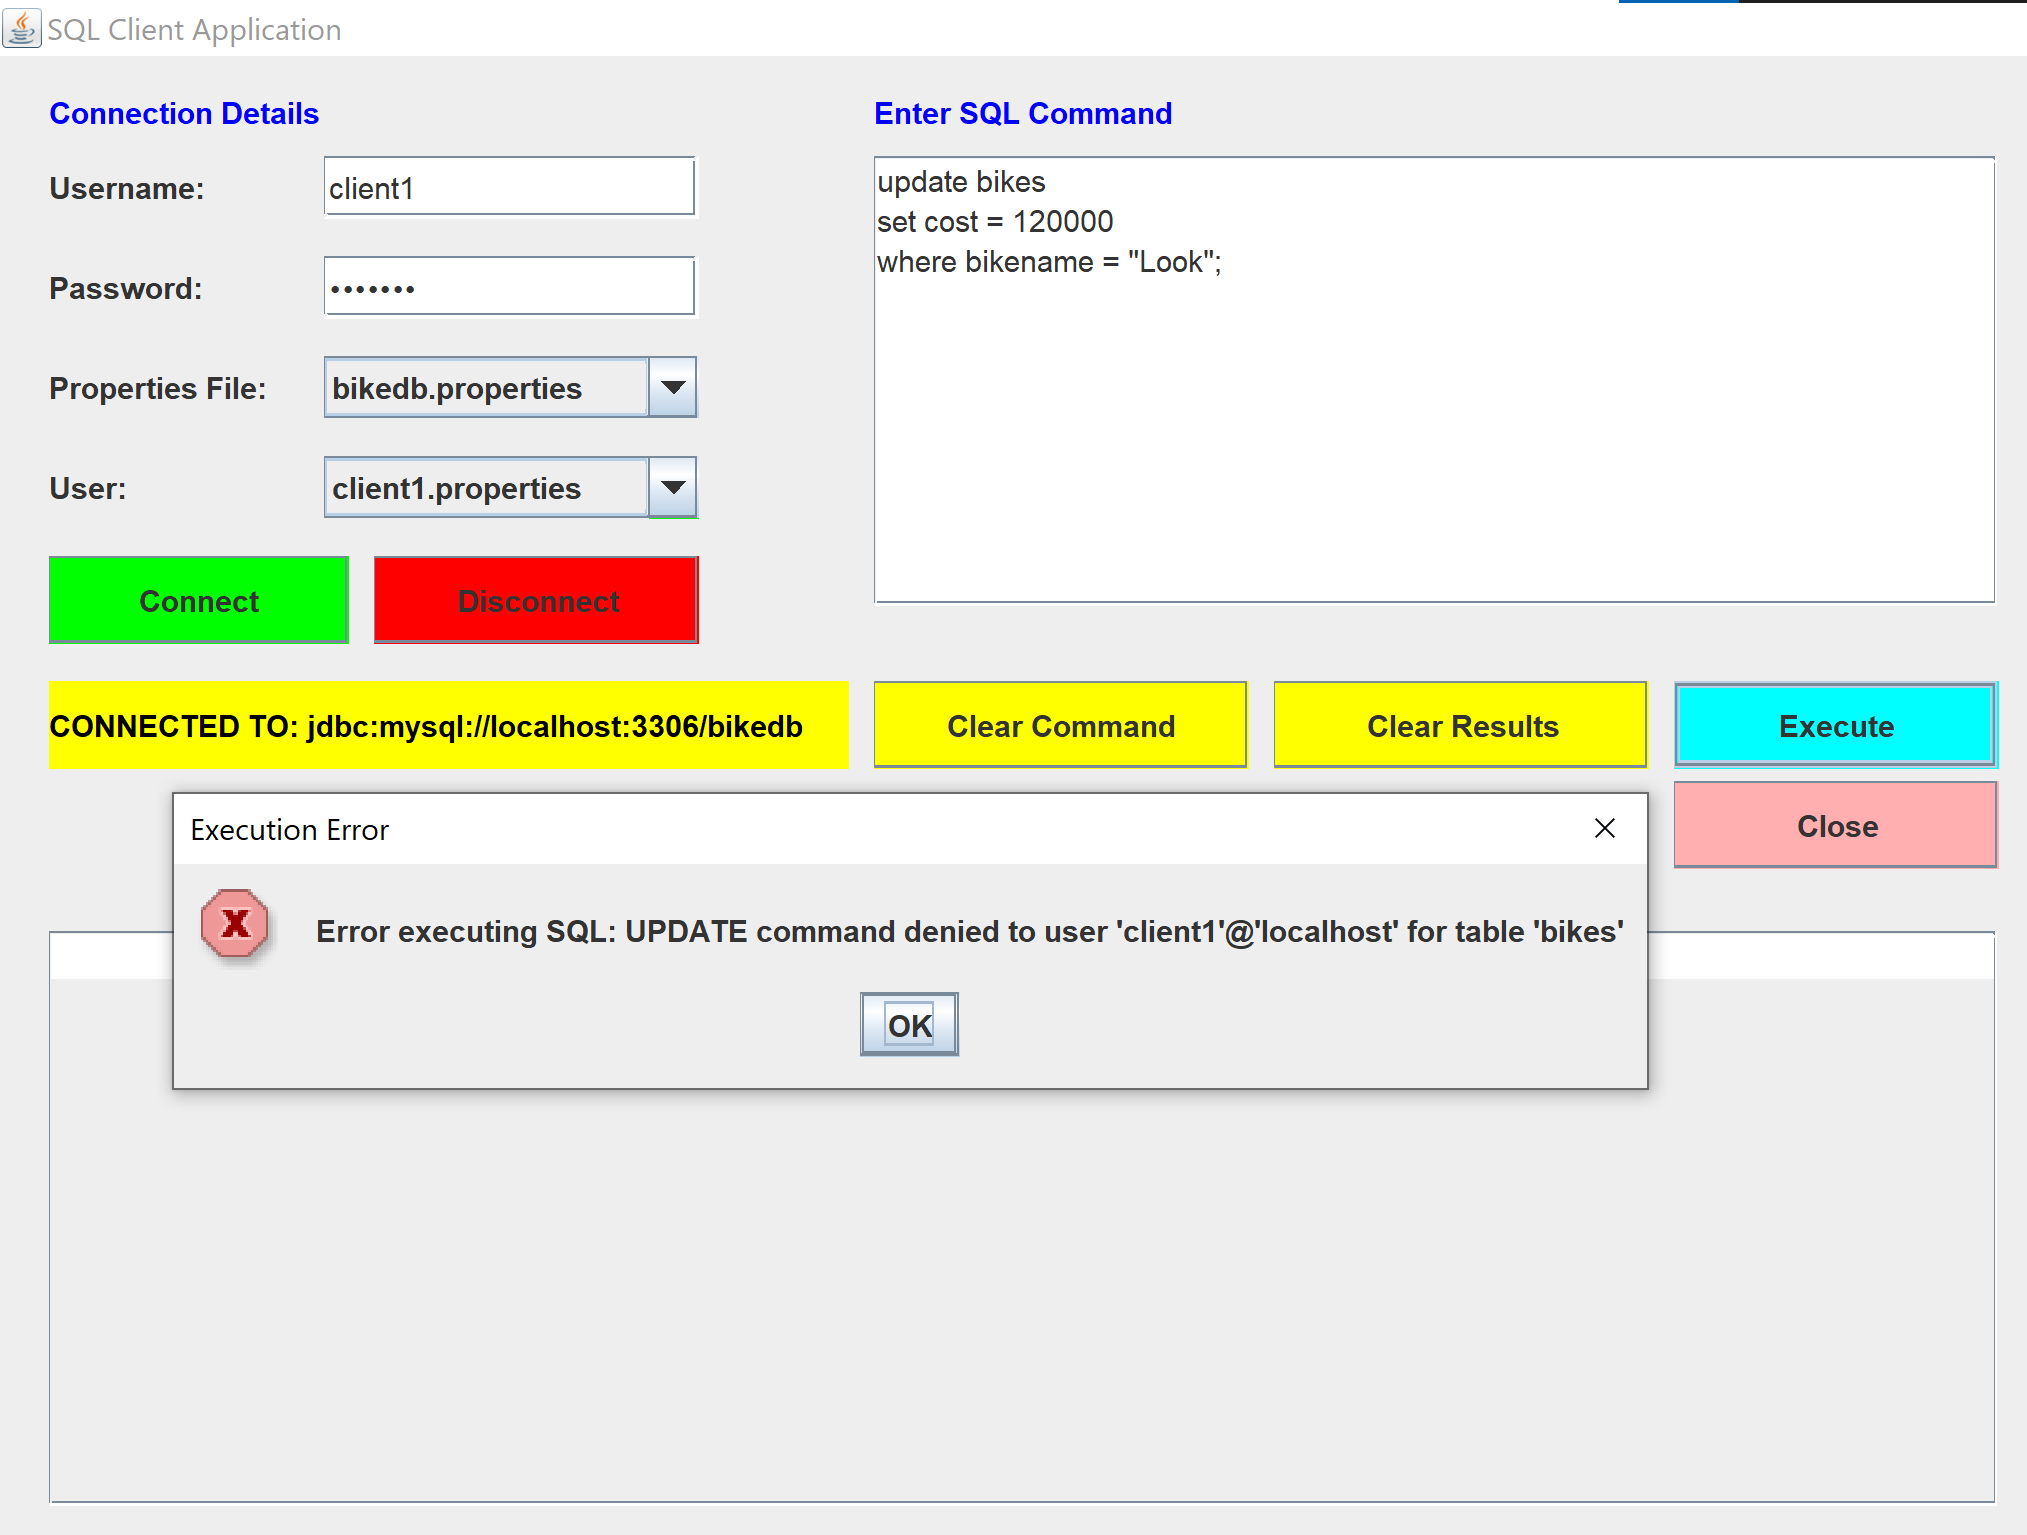 SQL Client Application
Connection Details
Username:
client1
Password:
•••••••
Properties File:
bikedb.properties
User:
client1.properties
Connect
Disconnect
Enter SQL Command
update bikes
set cost = 120000
where bikename = "Look";
CONNECTED TO: jdbc:mysql://localhost:3306/bikedb
Clear Command
Clear Results
Execute
Close
Execution Error
Error executing SQL: UPDATE command denied to user 'client1'@'localhost' for table 'bikes'
OK